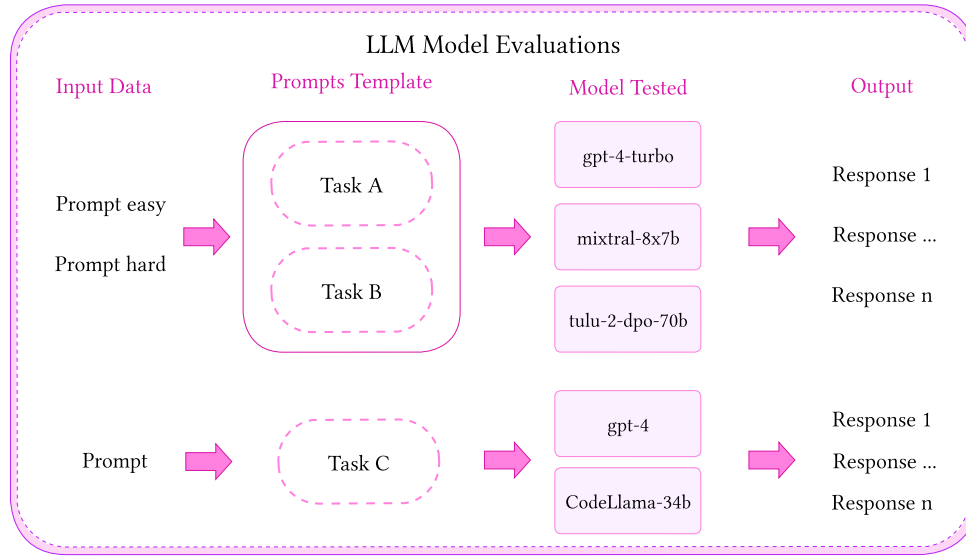 LLM Model Evaluations
Input Data
Prompts Template
Model Tested
Output
Prompt easy
Prompt hard
Task A
Task B
gpt-4-turbo
mixtral-8x7b
tulu-2-dpo-70b
Response 1
Response ...
Response n
Prompt
Task C
gpt-4
CodeLlama-34b
Response 1
Response ...
Response n